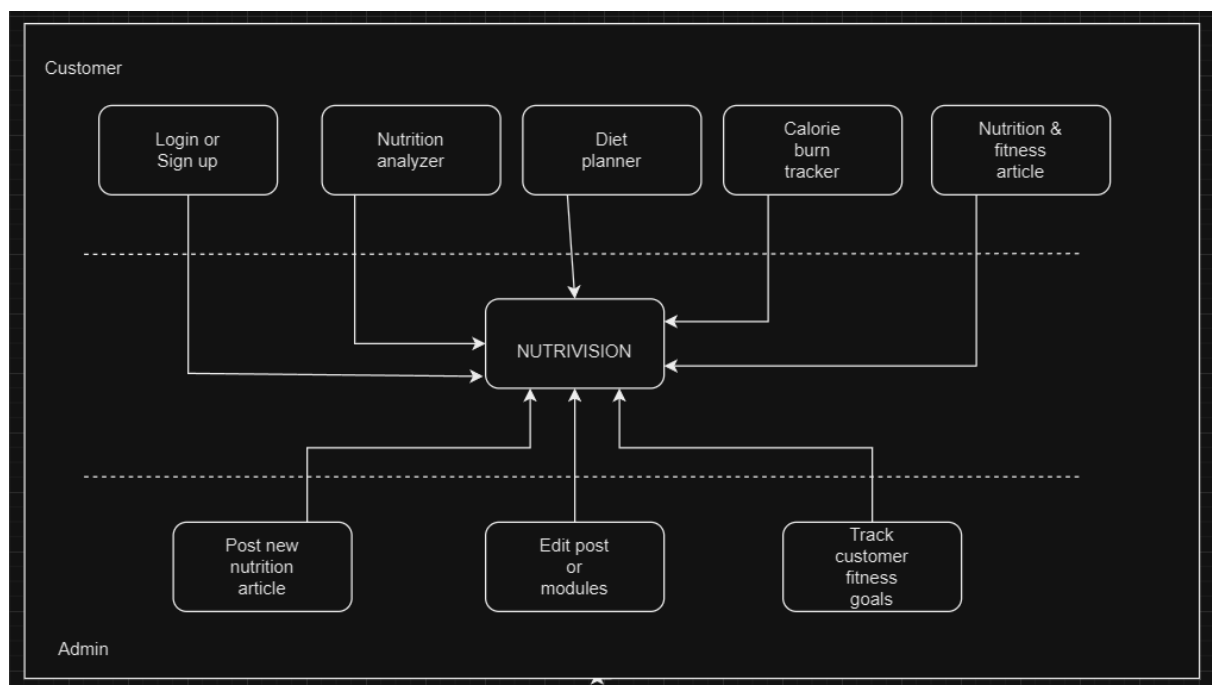 Customer
Login or
Sign up
Nutrition
analyzer
Diet
planner
Calorie
burn
tracker
Nutrition &
fitness
article
NUTRIVISION
Post new
nutrition
article
Edit post
or
modules
Track
customer
fitness
goals
Admin